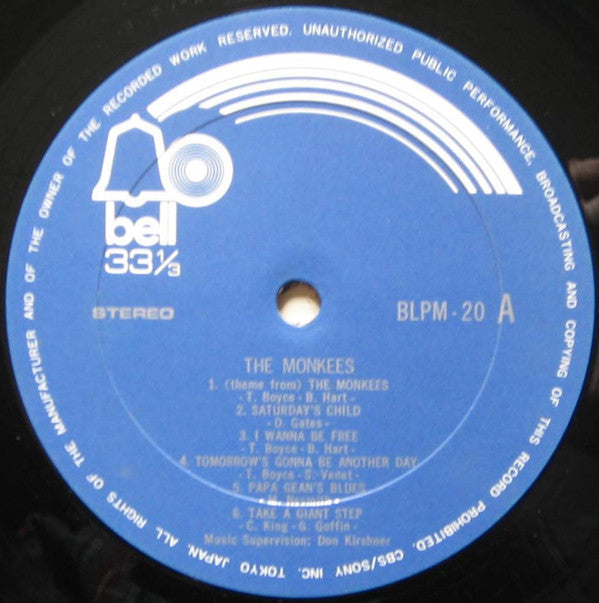 ALL RIGHTS OF THE MANUFACTURER AND OF THE OWNER OF THE RECORDED WORK RESERVED. UNAUTHORIZED PUBLIC PERFORMANCE, BROADCASTING AND COPYING OF THIS RECORD PROHIBITED. CBS/SONY INC. TOKYO JAPAN.
bell
33⅓
STEREO
BLPM-20 A
THE MONKEES
1. (theme from) THE MONKEES
- T. Boyce - B. Hart -
2. SATURDAY'S CHILD
- D. Gates -
3. I WANNA BE FREE
- T. Boyce - B. Hart -
4. TOMORROW'S GONNA BE ANOTHER DAY
- T. Boyce - S. Venet -
5. PAPA GEAN'S BLUES
6. TAKE A GIANT STEP
- C. King - G. Goffin -
Music Supervision: Don Kirshner